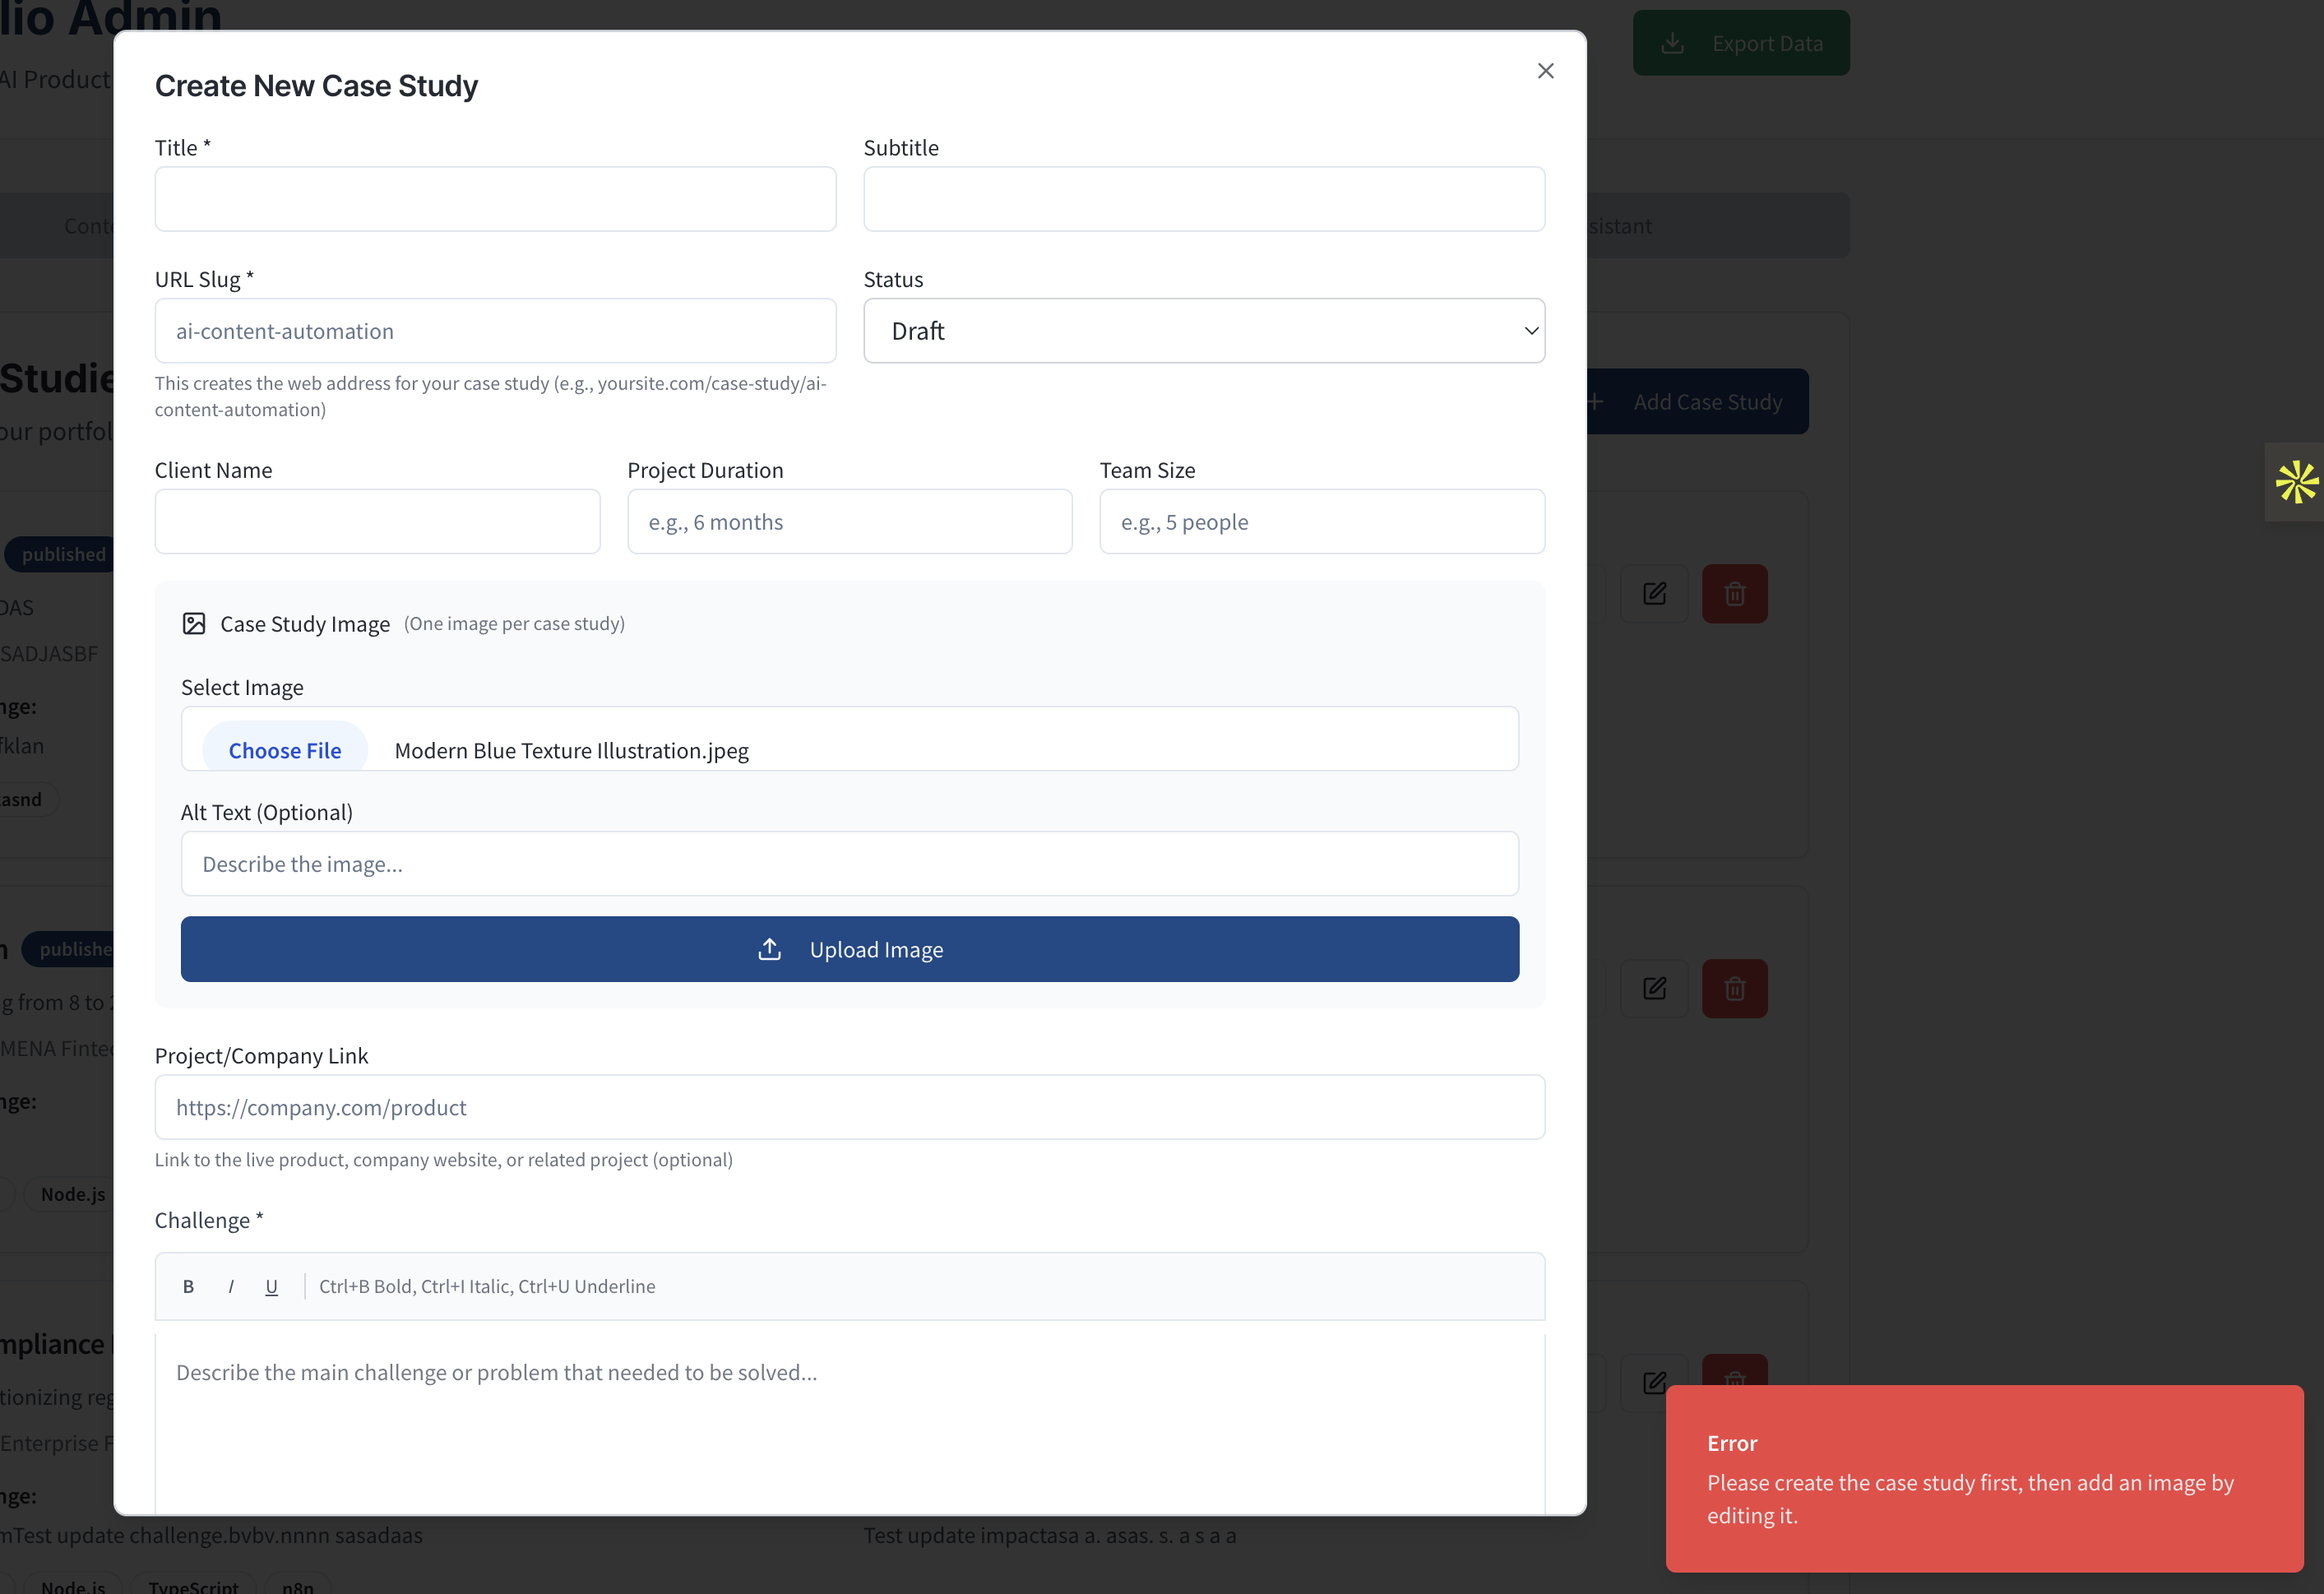 lio Admin
AI Product
Export Data
Conte
sistant
Create New Case Study
Title *
Subtitle
URL Slug *
ai-content-automation
This creates the web address for your case study (e.g., yoursite.com/case-study/ai-
content-automation)
Status
Draft
Studie
our portfol
Add Case Study
Client Name
Project Duration
e.g., 6 months
Team Size
e.g., 5 people
published
DAS
SADJASBF
nge:
fklan
asnd
Case Study Image (One image per case study)
Select Image
Choose File Modern Blue Texture Illustration.jpeg
Alt Text (Optional)
Describe the image...
Upload Image
n publishe
g from 8 to 2
MENA Fintec
nge:
Node.js
Project/Company Link
https://company.com/product
Link to the live product, company website, or related project (optional)
Challenge *
B I U Ctrl+B Bold, Ctrl+I Italic, Ctrl+U Underline
Describe the main challenge or problem that needed to be solved...
mpliance
tionizing reg
Enterprise F
nge:
mTest update challenge.bvbv.nnnn sasadaas
Test update impactasa a. asas. s. a s a a
Node.js TypeScript n8n
Error
Please create the case study first, then add an image by
editing it.